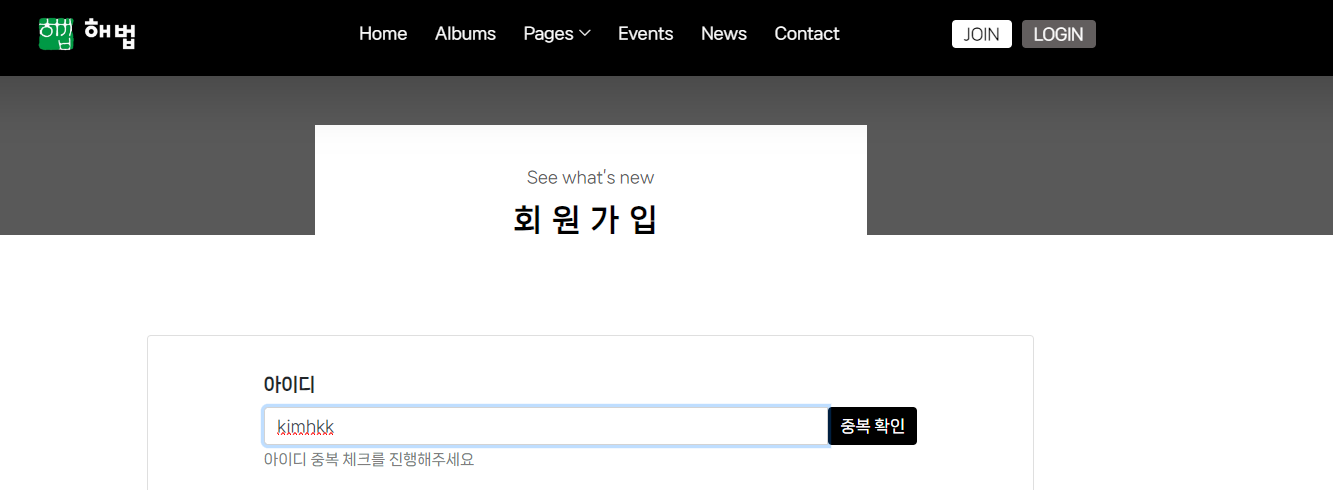 햅 해법 Home Albums Pages Events News Contact JOIN LOGIN
See what's new
회 원 가 입
아이디
kimhkk 중복 확인
아이디 중복 체크를 진행해주세요